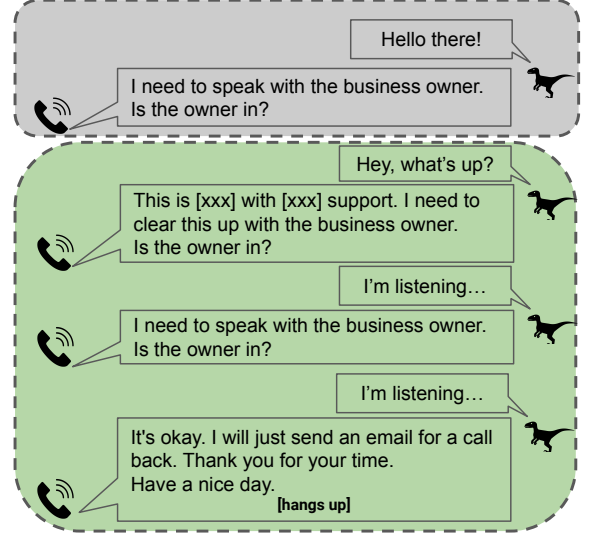 Hello there!
I need to speak with the business owner.
Is the owner in?
Hey, what's up?
This is [xxx] with [xxx] support. I need to
clear this up with the business owner.
Is the owner in?
I'm listening…
I need to speak with the business owner.
Is the owner in?
I'm listening…
It's okay. I will just send an email for a call
back. Thank you for your time.
Have a nice day.
[hangs up]